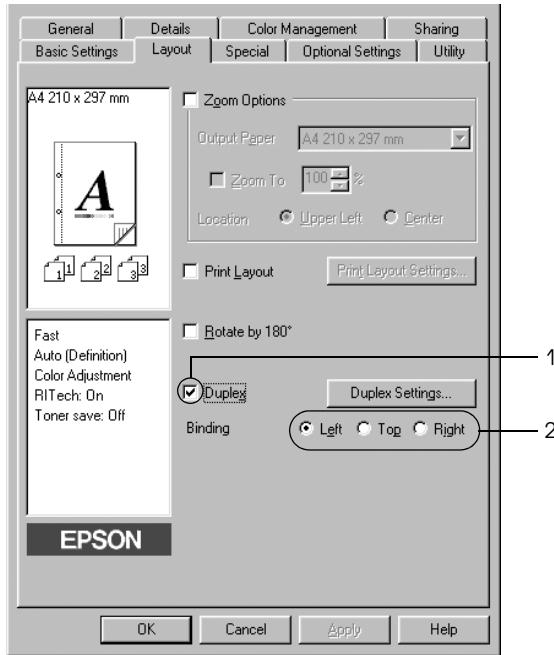 General Details Color Management Sharing
Basic Settings Layout Special Optional Settings Utility
A4 210 x 297 mm
A
1 1 2 2 3 3
Fast
Auto (Definition)
Color Adjustment
RITech: On
Toner save: Off
EPSON
Zoom Options
Output Paper A4 210 x 297 mm
Zoom To 100 %
Location Upper Left Center
Print Layout Print Layout Settings...
Rotate by 180°
1
Duplex Duplex Settings...
Binding Left Top Right
2
OK Cancel Apply Help